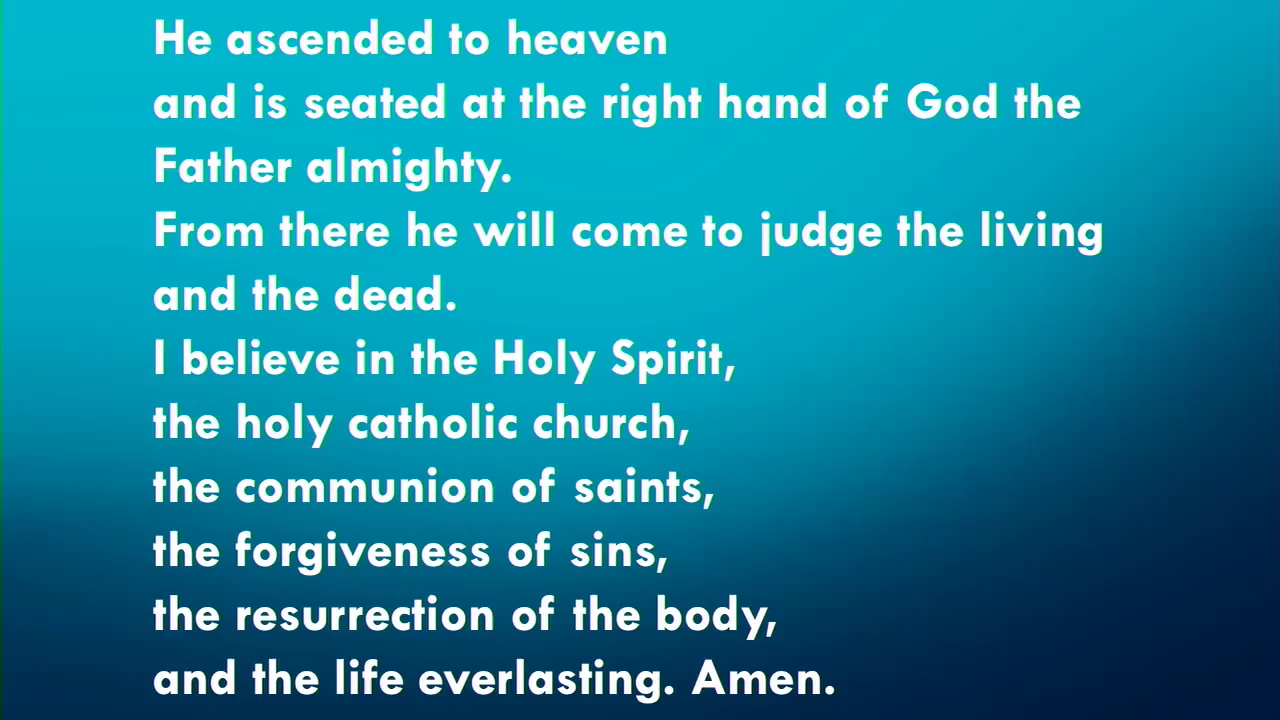 He ascended to heaven
and is seated at the right hand of God the
Father almighty.
From there he will come to judge the living
and the dead.
I believe in the Holy Spirit,
the holy catholic church,
the communion of saints,
the forgiveness of sins,
the resurrection of the body,
and the life everlasting. Amen.